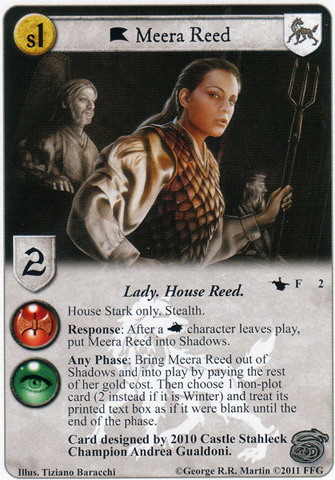 s1
Meera Reed
2
Lady. House Reed.
F 2
House Stark only. Stealth.
Response: After a character leaves play,
put Meera Reed into Shadows.
Any Phase: Bring Meera Reed out of
Shadows and into play by paying the rest
of her gold cost. Then choose 1 non-plot
card (2 instead if it is Winter) and treat its
printed text box as if it were blank until the
end of the phase.
Card designed by 2010 Castle Stahleck
Champion Andrea Gualdoni.
Illus. Tiziano Baracchi
©George R.R. Martin ©2011 FFG